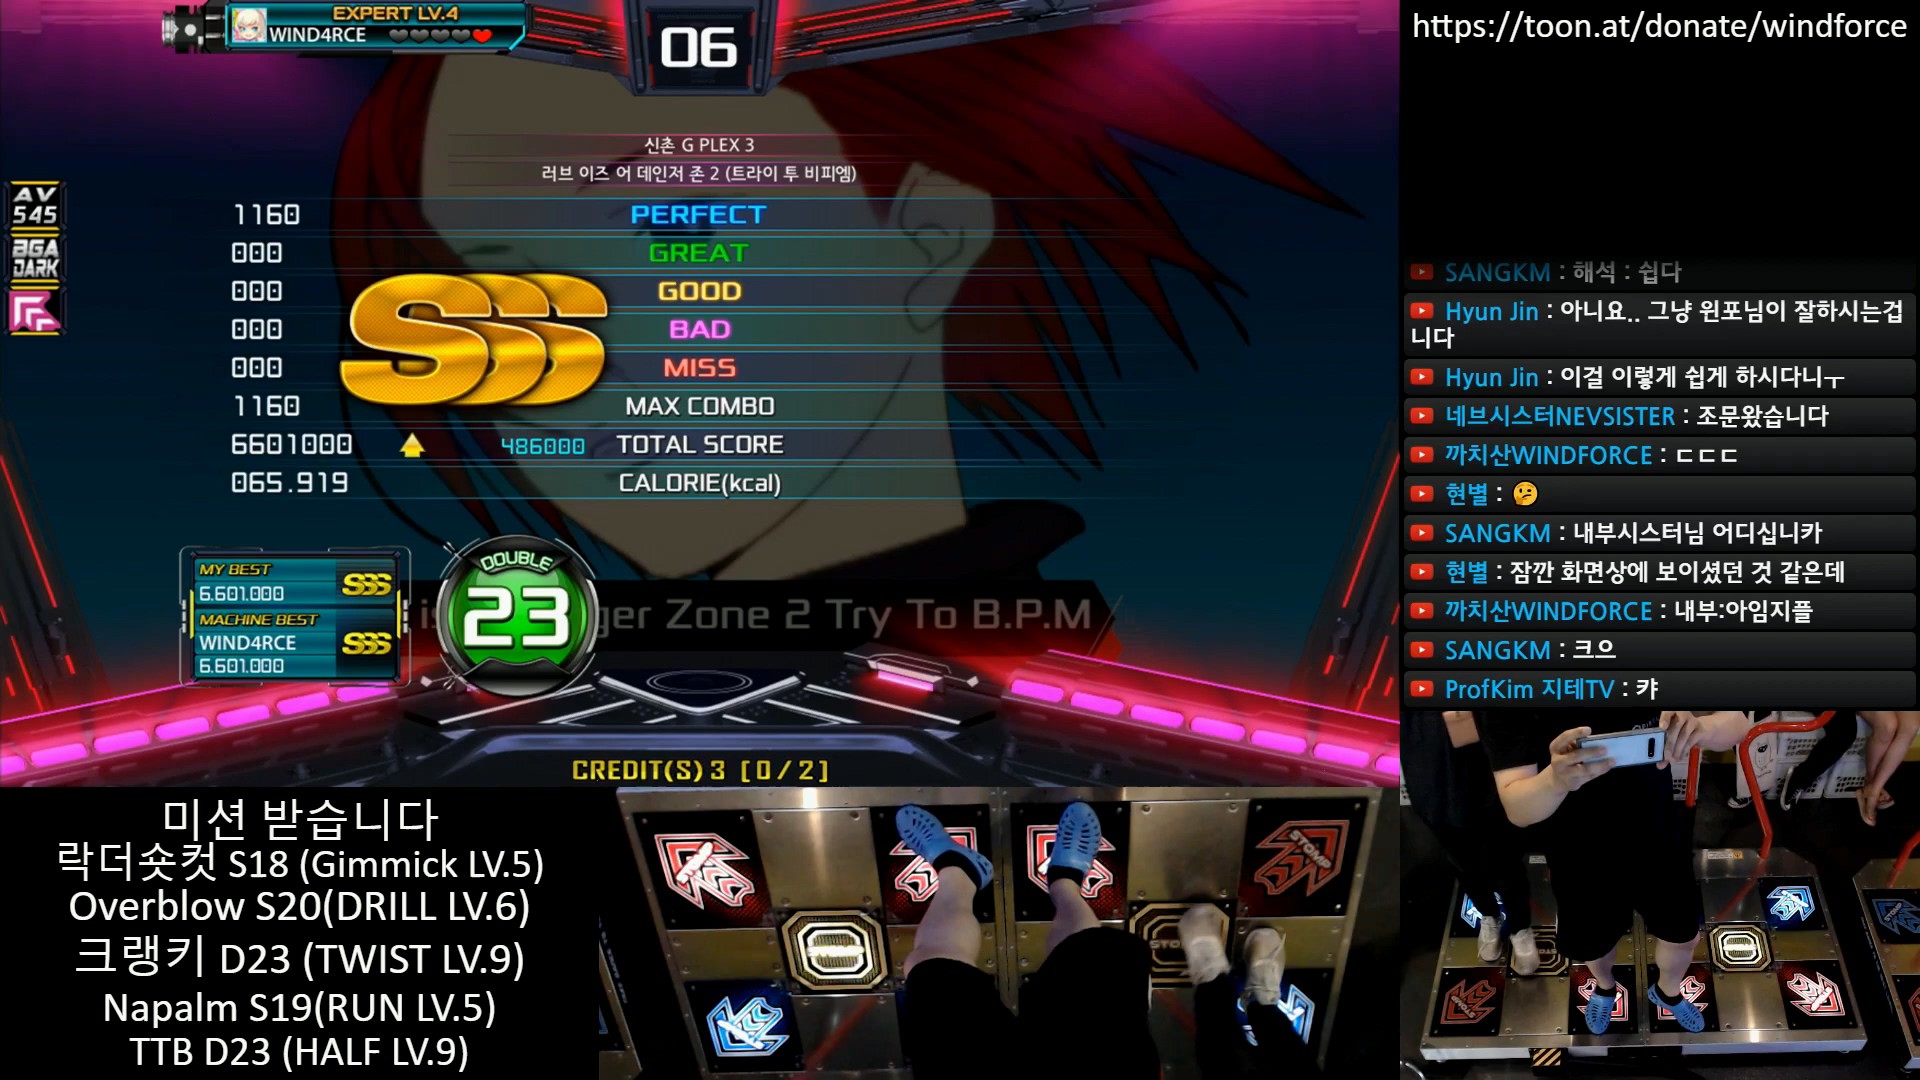 EXPERT LV.4
WIND4RCE
06
https://toon.at/donate/windforce
신촌 G PLEX 3
러브 이즈 어 데인저 존 2 (트라이 투 비피엠)
AV
545
BGA
DARK
1160 PERFECT
000 GREAT
000 GOOD
000 BAD
000 MISS
SSS
1160 MAX COMBO
6601000 486000 TOTAL SCORE
065.919 CALORIE(kcal)
MY BEST
6.601.000 SSS
MACHINE BEST
WIND4RCE SSS
6.601.000
DOUBLE
23
ger Zone 2 Try To B.P.M
CREDIT(S) 3 [0/2]
SANGKM : 해석 : 쉽다
Hyun Jin : 아니요.. 그냥 윈포님이 잘하시는겁
니다
Hyun Jin : 이걸 이렇게 쉽게 하시다니ㅜ
네브시스터NEVSISTER : 조문왔습니다
까치산WINDFORCE : ㄷㄷㄷ
현별 : 🤔
SANGKM : 내부시스터님 어디십니카
현별 : 잠깐 화면상에 보이셨던 것 같은데
까치산WINDFORCE : 내부:아임지플
SANGKM : 크으
ProfKim 지테TV : 캬
미션 받습니다
락더숏컷 S18 (Gimmick LV.5)
Overblow S20(DRILL LV.6)
크랭키 D23 (TWIST LV.9)
Napalm S19(RUN LV.5)
TTB D23 (HALF LV.9)
STOMP